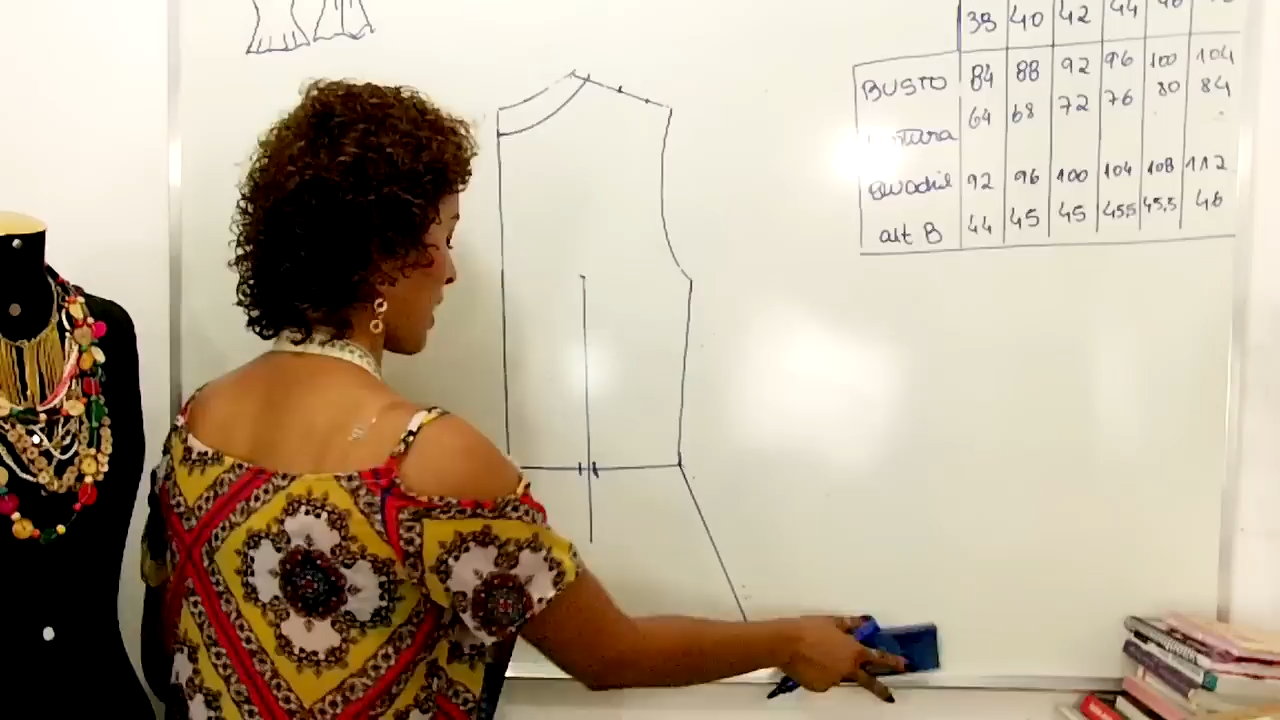 38 40 42 44
BUSTO 84 88 92 96 100 104
64 68 72 76 80 84
Quadril 92 96 100 104 108 112
alt B 44 45 45 45,5 45,5 46